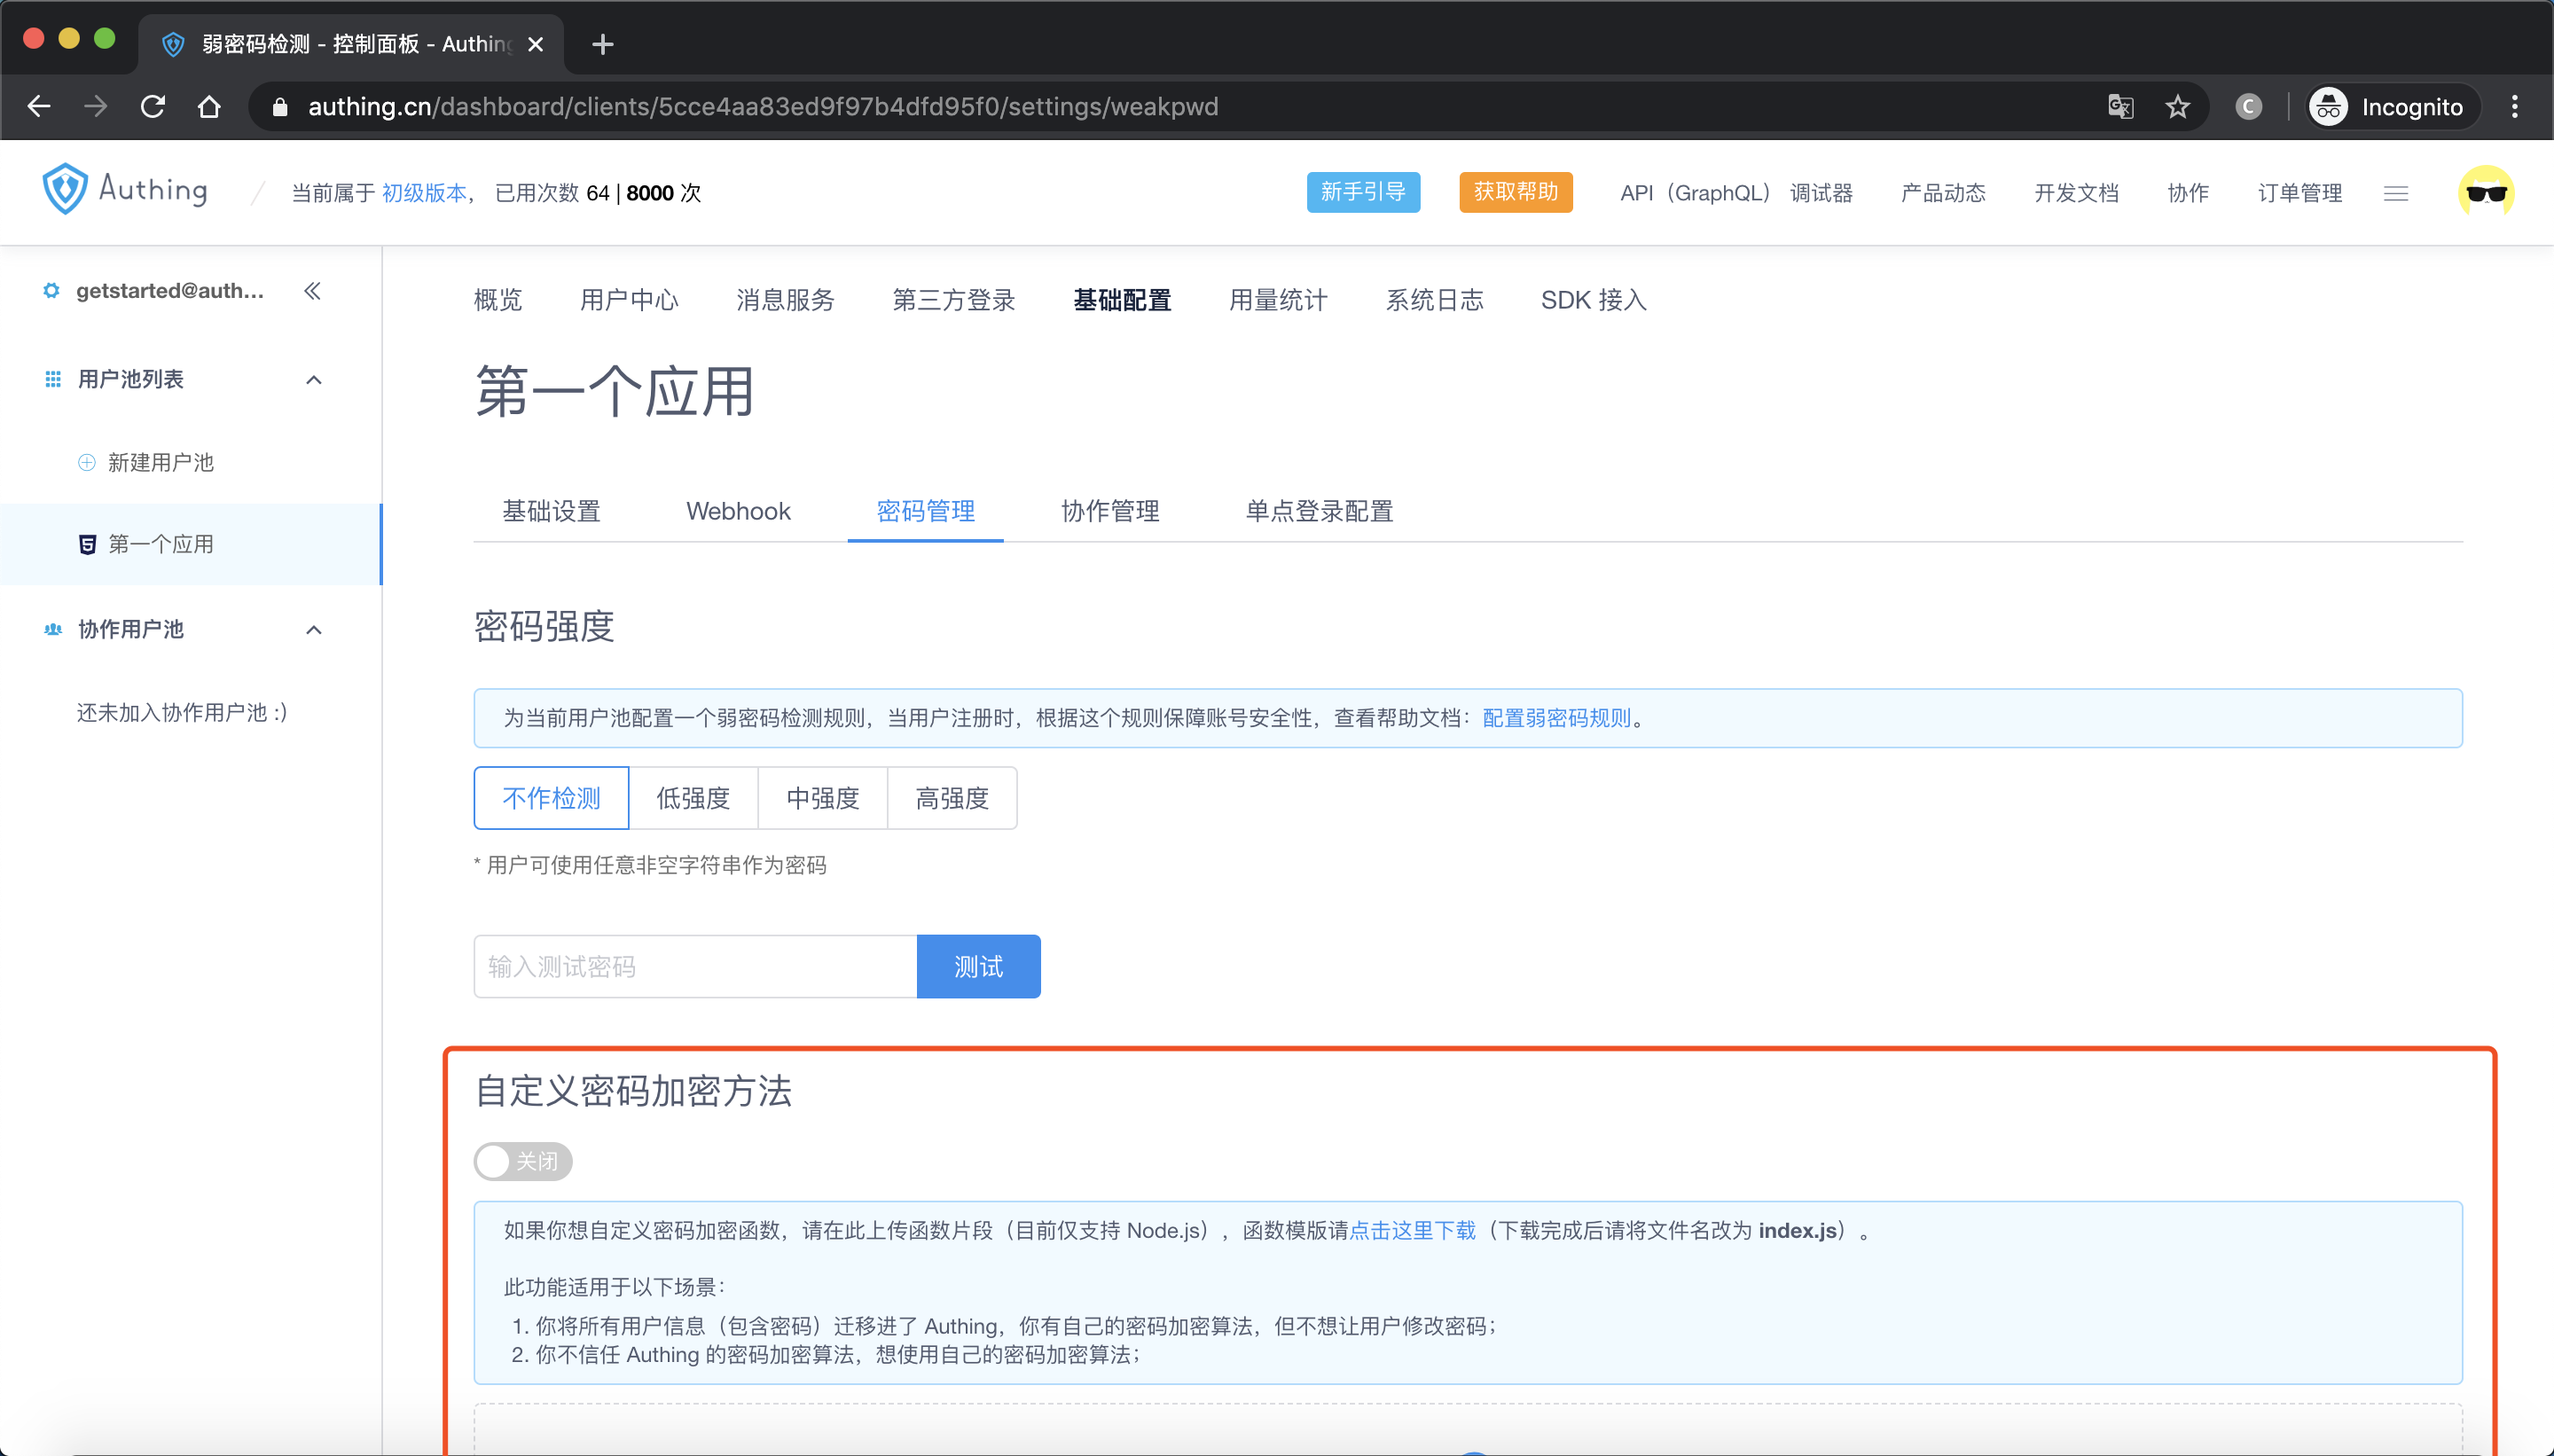 弱密码检测 - 控制面板 - Authing
authing.cn/dashboard/clients/5cce4aa83ed9f97b4dfd95f0/settings/weakpwd
C
Incognito
Authing
/
当前属于 初级版本， 已用次数 64 | 8000 次
新手引导
获取帮助
API（GraphQL） 调试器
产品动态
开发文档
协作
订单管理
getstarted@auth...
概览
用户中心
消息服务
第三方登录
基础配置
用量统计
系统日志
SDK 接入
用户池列表
新建用户池
第一个应用
协作用户池
还未加入协作用户池 :)
第一个应用
基础设置
Webhook
密码管理
协作管理
单点登录配置
密码强度
为当前用户池配置一个弱密码检测规则，当用户注册时，根据这个规则保障账号安全性，查看帮助文档：配置弱密码规则。
不作检测
低强度
中强度
高强度
* 用户可使用任意非空字符串作为密码
输入测试密码
测试
自定义密码加密方法
关闭
如果你想自定义密码加密函数，请在此上传函数片段（目前仅支持 Node.js），函数模版请点击这里下载（下载完成后请将文件名改为 index.js）。
此功能适用于以下场景：
1. 你将所有用户信息（包含密码）迁移进了 Authing，你有自己的密码加密算法，但不想让用户修改密码；
2. 你不信任 Authing 的密码加密算法，想使用自己的密码加密算法；